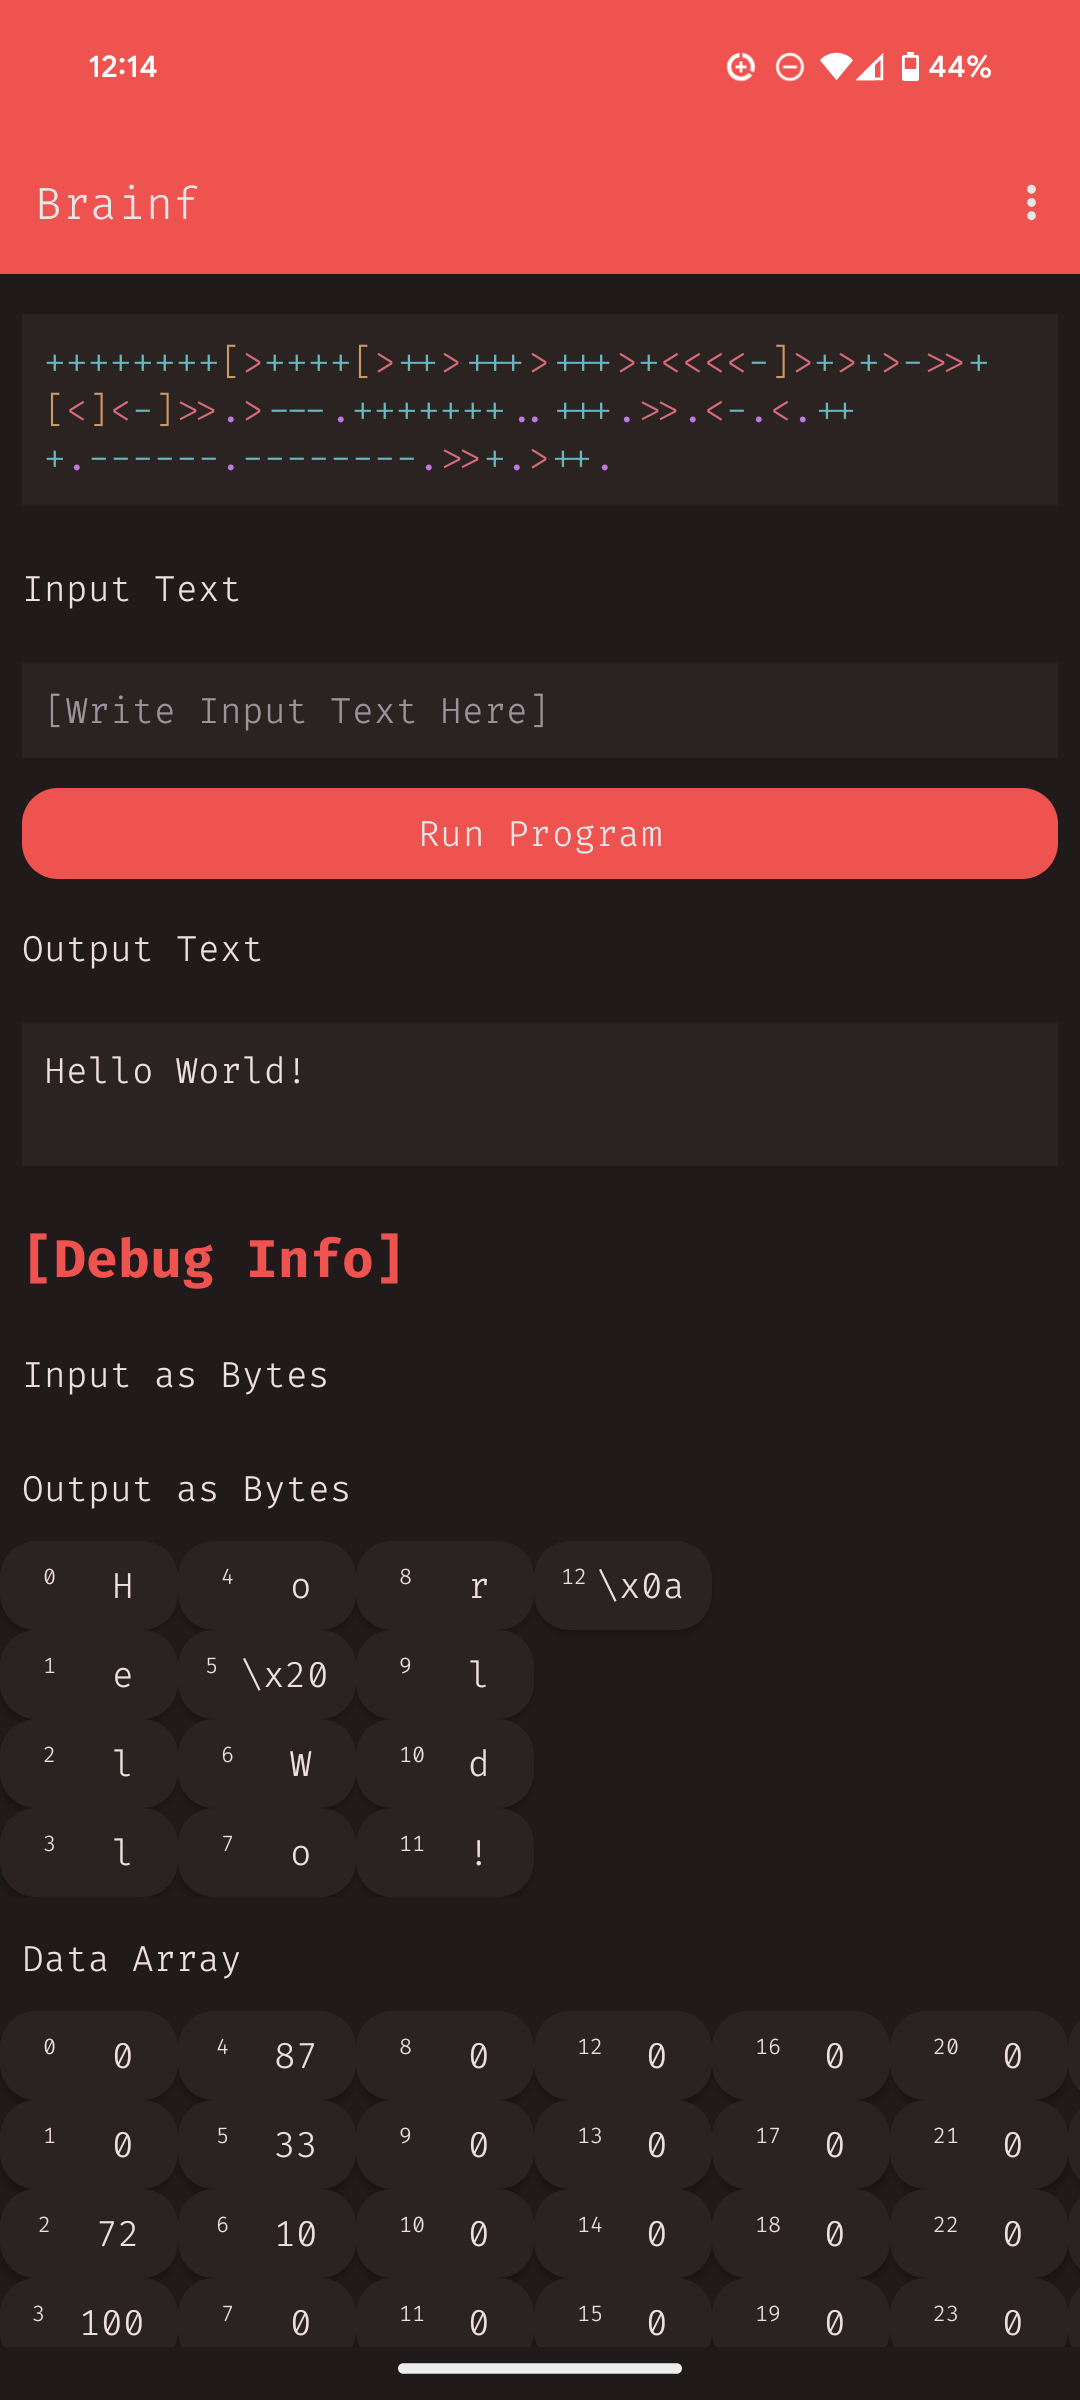 12:14 44%
Brainf
++++++++[>++++[>++>+++>+++>+<<<<-]>+>+>->>+
[<]<-]>>.>---.+++++++..+++.>>.<-.<.++
+.------.--------.>>+.>++.
Input Text
[Write Input Text Here]
Run Program
Output Text
Hello World!
[Debug Info]
Input as Bytes
Output as Bytes
0 H 4 o 8 r 12 \x0a
1 e 5 \x20 9 l
2 l 6 W 10 d
3 l 7 o 11 !
Data Array
0 0 4 87 8 0 12 0 16 0 20 0
1 0 5 33 9 0 13 0 17 0 21 0
2 72 6 10 10 0 14 0 18 0 22 0
3 100 7 0 11 0 15 0 19 0 23 0